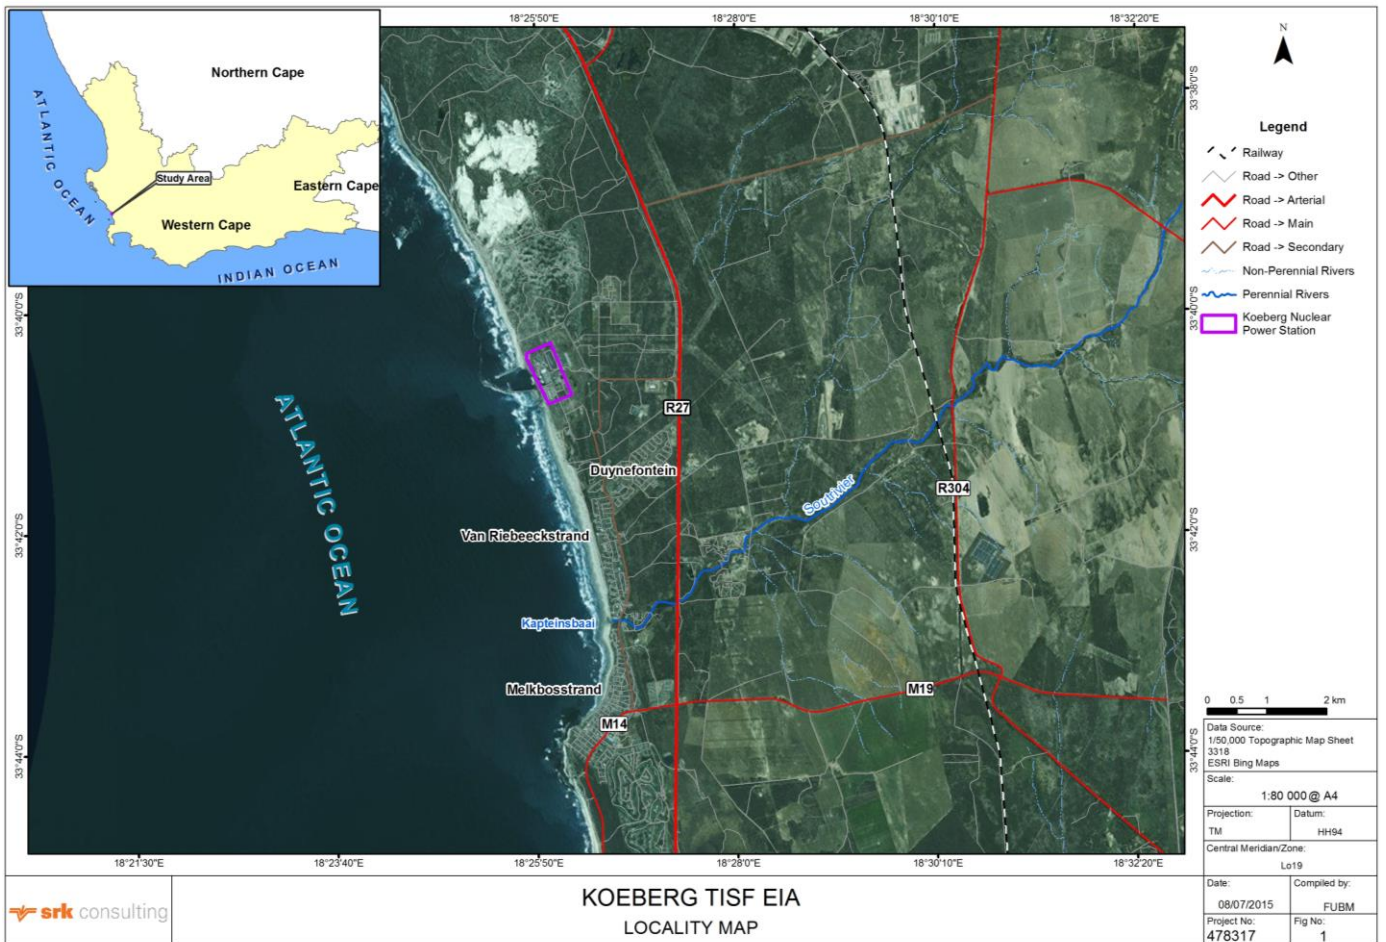 18°25'50"E
18°28'0"E
18°30'10"E
18°32'20"E
Northern Cape
ATLANTIC OCEAN
Study Area
Eastern Cape
Western Cape
INDIAN OCEAN
33°38'0"S
33°40'0"S
33°40'0"S
33°42'0"S
33°42'0"S
33°44'0"S
33°44'0"S
ATLANTIC OCEAN
R27
Duynefontein
Soutrivier
R304
Van Riebeeckstrand
Kapteinsbaai
Melkbosstrand
M19
M14
18°21'30"E
18°23'40"E
18°25'50"E
18°28'0"E
18°30'10"E
18°32'20"E
N
Legend
Railway
Road -> Other
Road -> Arterial
Road -> Main
Road -> Secondary
Non-Perennial Rivers
Perennial Rivers
Koeberg Nuclear
Power Station
0 0.5 1 2 km
Data Source:
1/50,000 Topographic Map Sheet
3318
ESRI Bing Maps
Scale:
1:80 000 @ A4
Projection: Datum:
TM HH94
Central Meridian/Zone:
Lo19
Date: Compiled by:
08/07/2015 FUBM
Project No: Fig No:
478317 1
srk consulting
KOEBERG TISF EIA
LOCALITY MAP